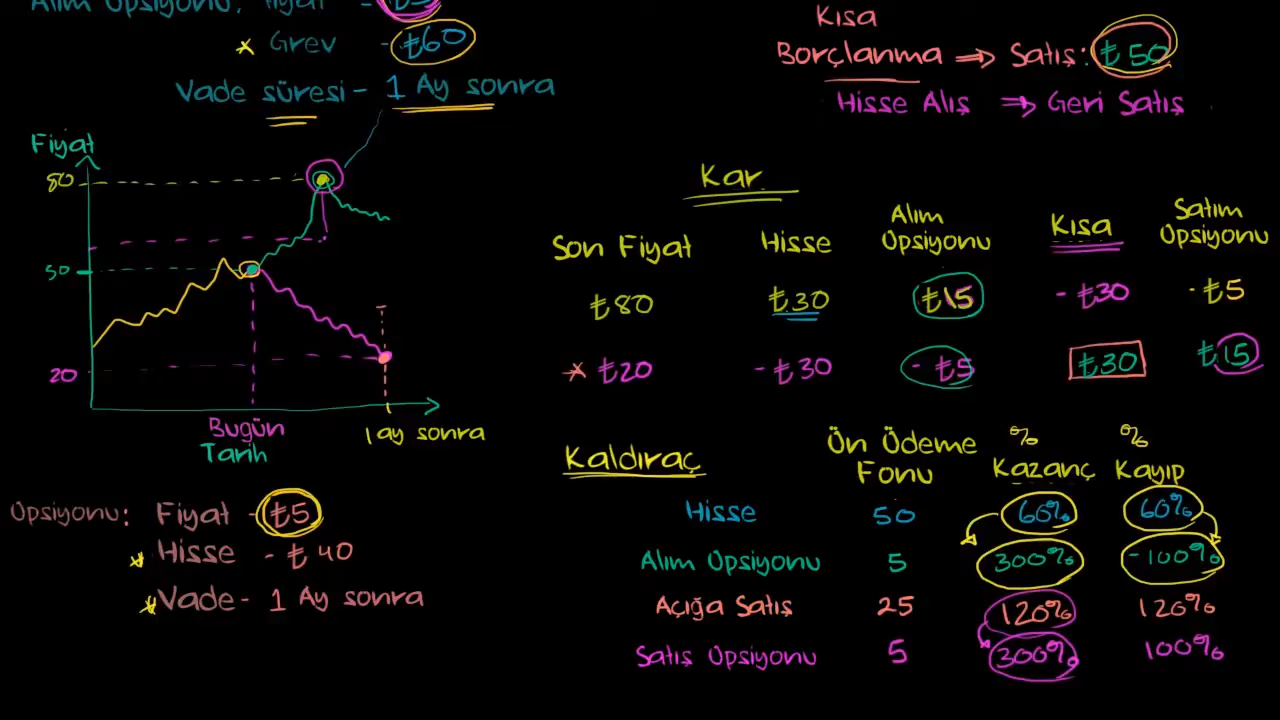 Alım Opsiyonu: Fiyat -
* Grev - ₺60
Vade süresi - 1 Ay sonra
Kısa
Borçlanma ⇒ Satış: ₺50
Hisse Alış ⇒ Geri Satış
Fiyat
80
50
20
Bugün
1 ay sonra
Tarih
Opsiyonu: Fiyat - ₺5
* Hisse - ₺40
* Vade - 1 Ay sonra
Kar
Son Fiyat Hisse Alım Opsiyonu Kısa Satım Opsiyonu
₺80 ₺30 ₺15 -₺30 -₺5
* ₺20 -₺30 -₺5 ₺30 ₺15
Kaldıraç Ön Ödeme Fonu % Kazanç % Kayıp
Hisse 50 60% 60%
Alım Opsiyonu 5 300% -100%
Açığa Satış 25 120% 120%
Satış Opsiyonu 5 300% 100%